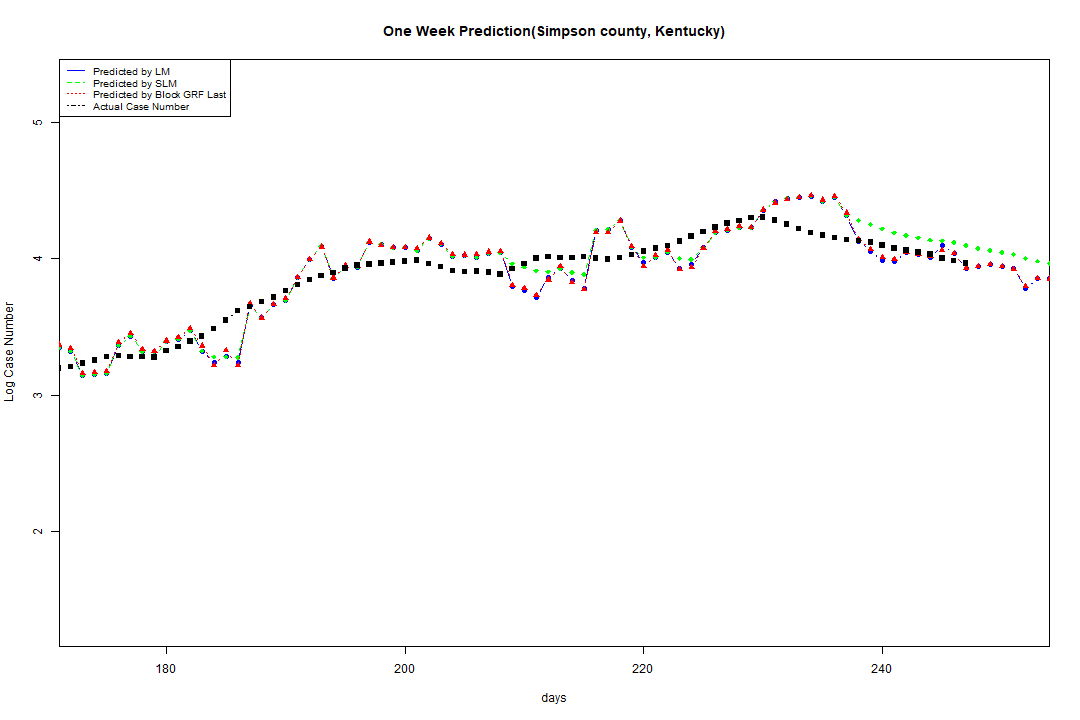 One Week Prediction(Simpson county, Kentucky)
Predicted by LM
Predicted by SLM
Predicted by Block GRF Last
Actual Case Number
5
4
3
2
Log Case Number
180 200 220 240
days